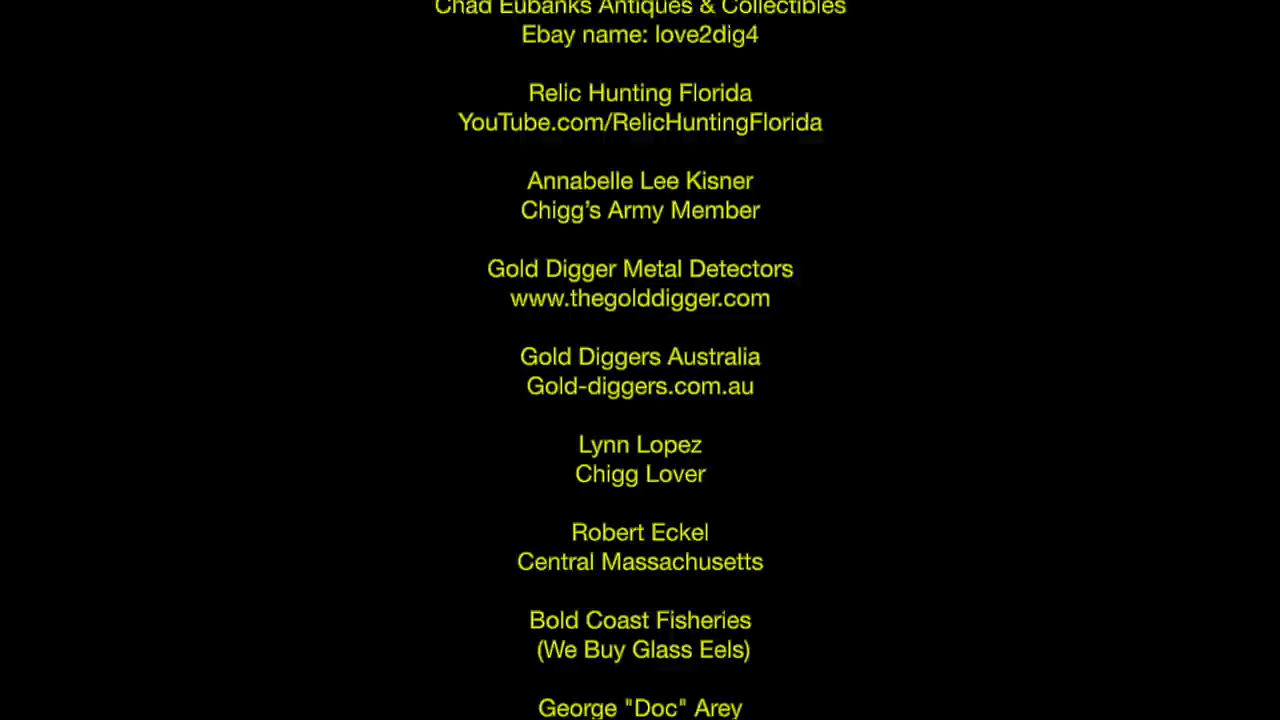 Chad Eubanks Antiques & Collectibles
Ebay name: love2dig4
Relic Hunting Florida
YouTube.com/RelicHuntingFlorida
Annabelle Lee Kisner
Chigg’s Army Member
Gold Digger Metal Detectors
www.thegolddigger.com
Gold Diggers Australia
Gold-diggers.com.au
Lynn Lopez
Chigg Lover
Robert Eckel
Central Massachusetts
Bold Coast Fisheries
(We Buy Glass Eels)
George "Doc" Arey